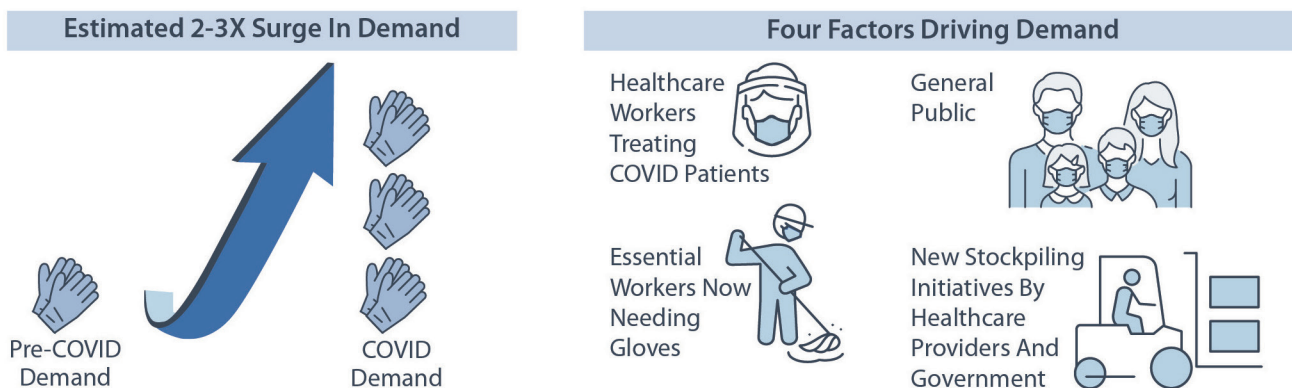 Estimated 2-3X Surge In Demand
Pre-COVID
Demand
COVID
Demand
Four Factors Driving Demand
Healthcare
Workers
Treating
COVID Patients
General
Public
Essential
Workers Now
Needing
Gloves
New Stockpiling
Initiatives By
Healthcare
Providers And
Government